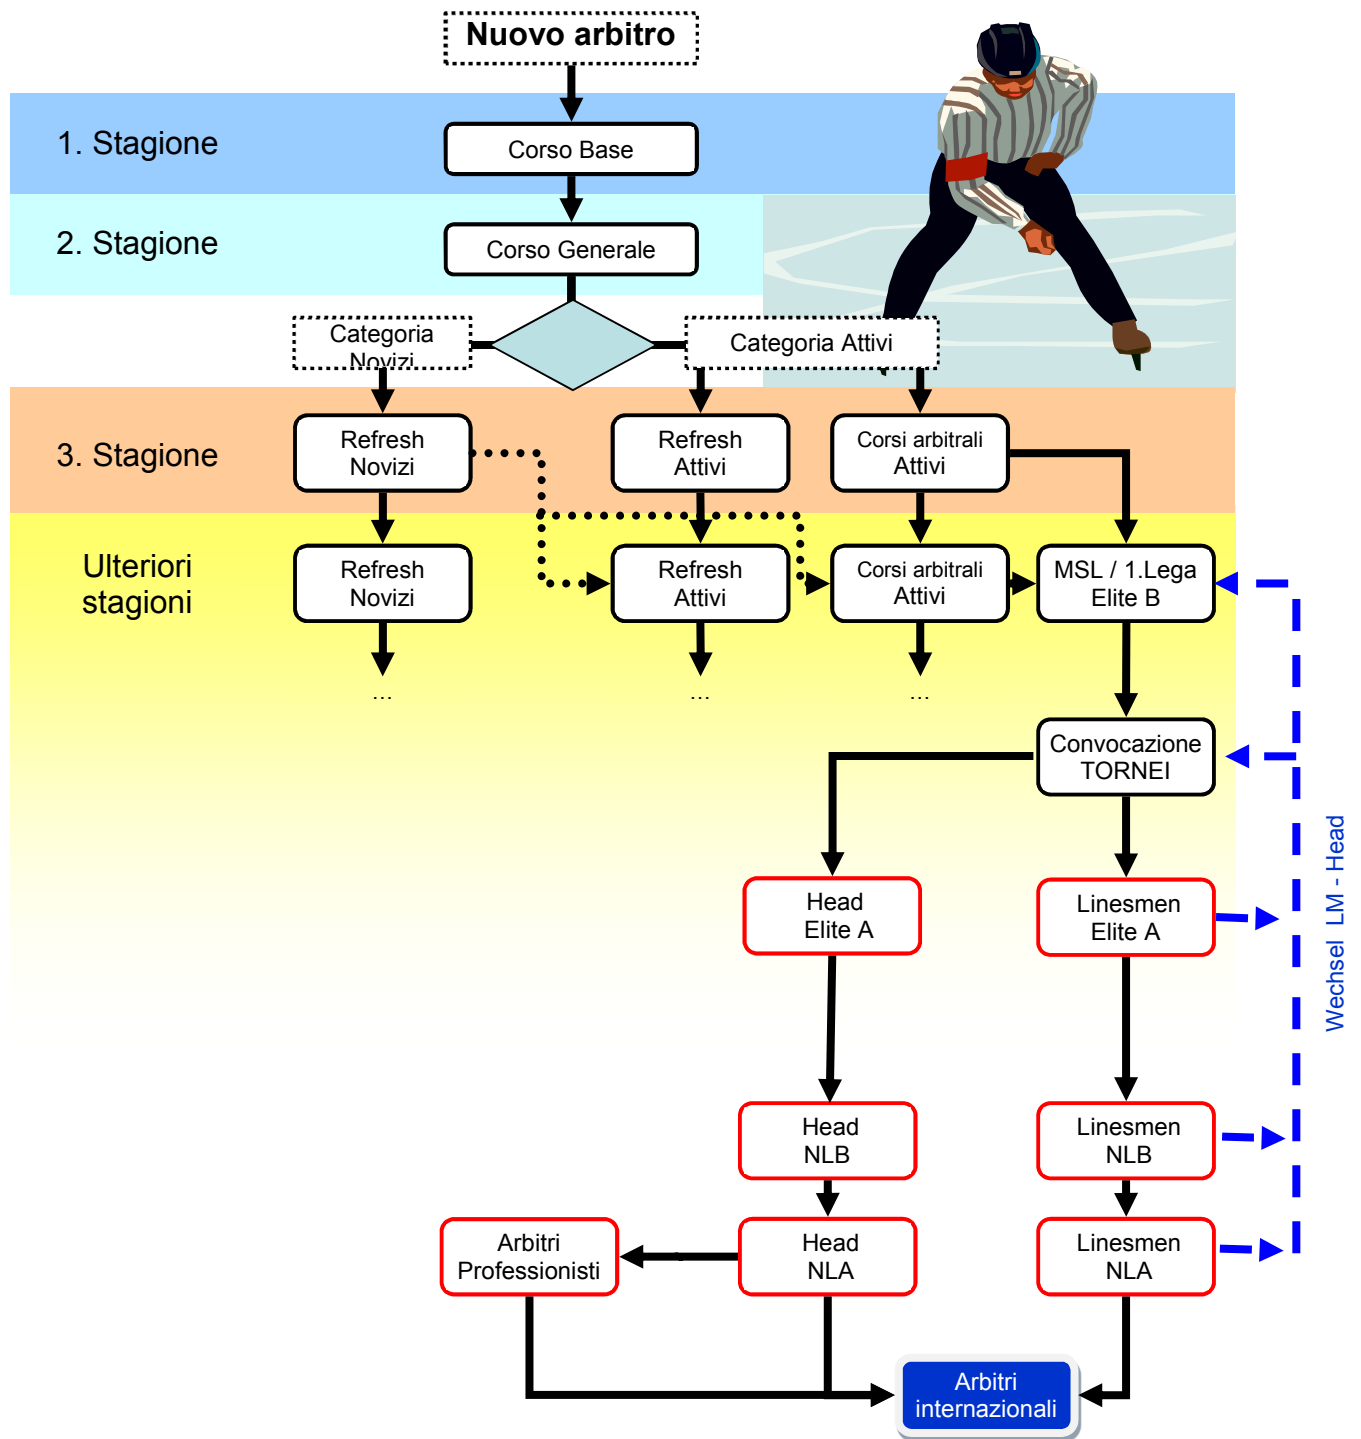 Nuovo arbitro
1. Stagione
Corso Base
2. Stagione
Corso Generale
Categoria
Novizi
Categoria Attivi
3. Stagione
Refresh
Novizi
Refresh
Attivi
Corsi arbitrali
Attivi
Ulteriori
stagioni
Refresh
Novizi
Refresh
Attivi
Corsi arbitrali
Attivi
MSL / 1.Lega
Elite B
...
...
...
Convocazione
TORNEI
Wechsel LM - Head
Head
Elite A
Linesmen
Elite A
Head
NLB
Linesmen
NLB
Arbitri
Professionisti
Head
NLA
Linesmen
NLA
Arbitri
internazionali